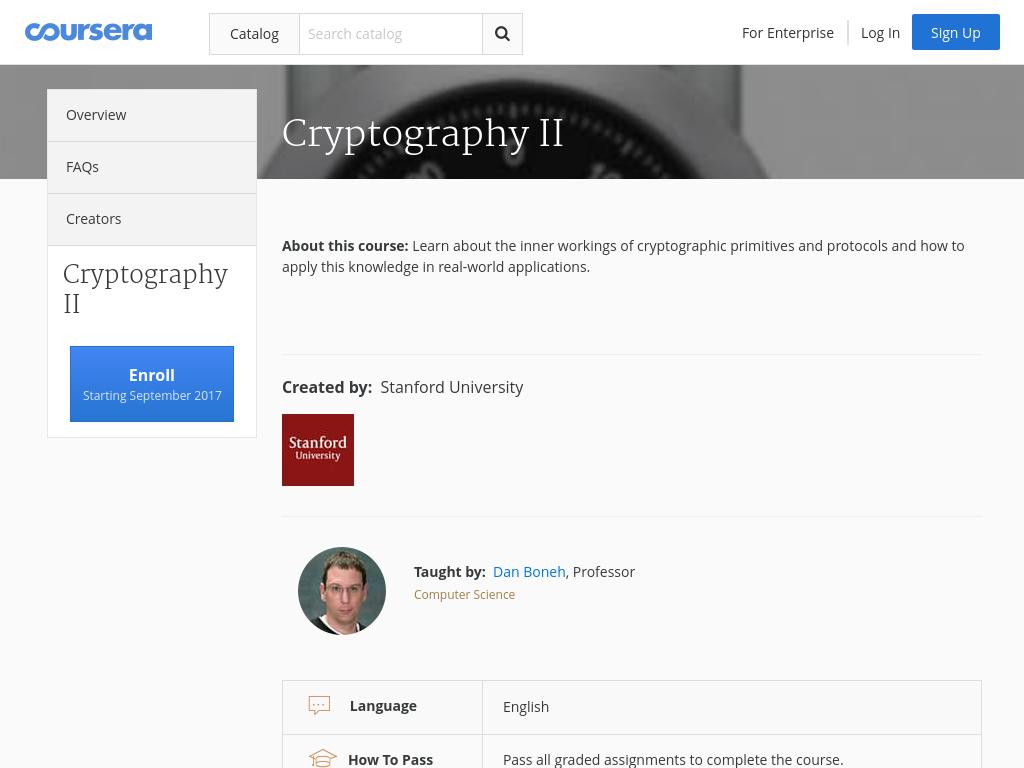 coursera
Catalog
Search catalog
For Enterprise
Log In
Sign Up
Overview
FAQs
Creators
Cryptography
II
Enroll
Starting September 2017
Cryptography II
About this course: Learn about the inner workings of cryptographic primitives and protocols and how to
apply this knowledge in real-world applications.
Created by: Stanford University
Stanford
University
Taught by: Dan Boneh, Professor
Computer Science
Language
English
How To Pass
Pass all graded assignments to complete the course.